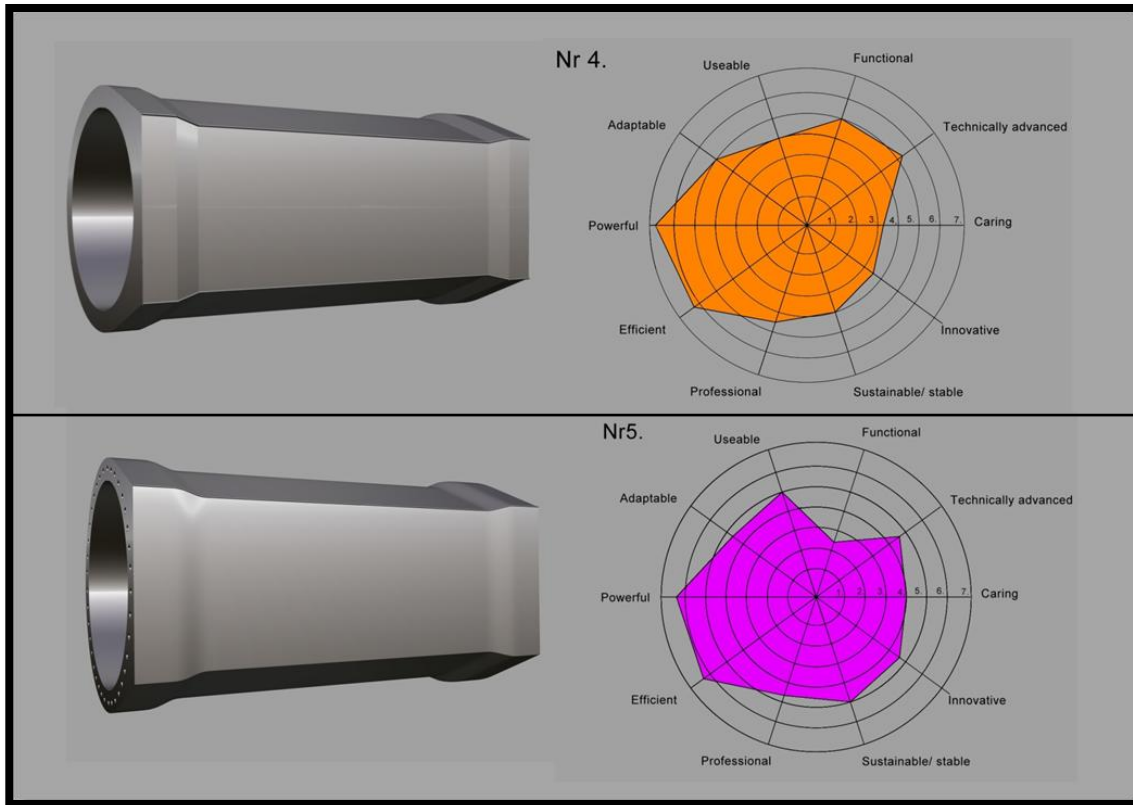 Nr 4.
Useable
Functional
Adaptable
Technically advanced
Powerful
1 2. 3. 4. 5. 6. 7.
Caring
Efficient
Innovative
Professional
Sustainable/ stable
Nr5.
Useable
Functional
Adaptable
Technically advanced
Powerful
1 2. 3. 4. 5. 6. 7.
Caring
Efficient
Innovative
Professional
Sustainable/ stable